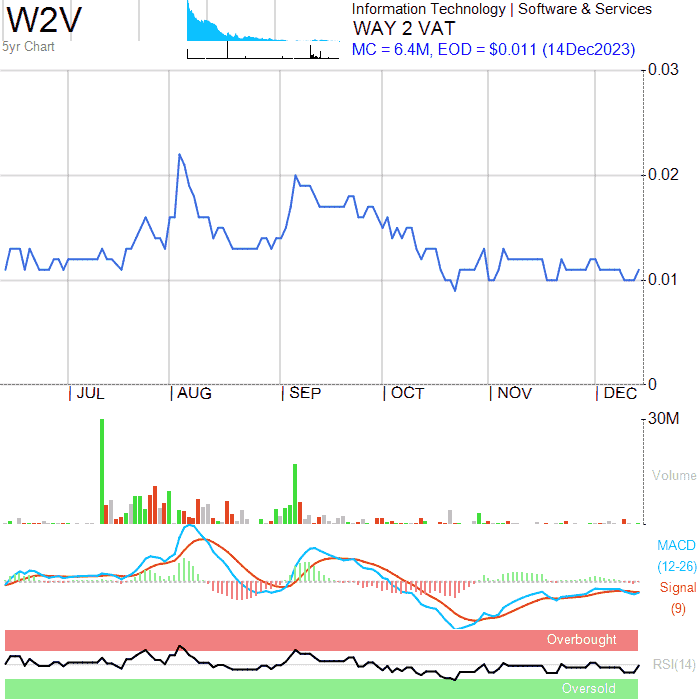 W2V
5yr Chart
Information Technology | Software & Services
WAY 2 VAT
MC = 6.4M, EOD = $0.011 (14Dec2023)
0.03
0.02
0.01
0
JUL AUG SEP OCT NOV DEC
30M
Volume
MACD
(12-26)
Signal
(9)
Overbought
RSI(14)
Oversold